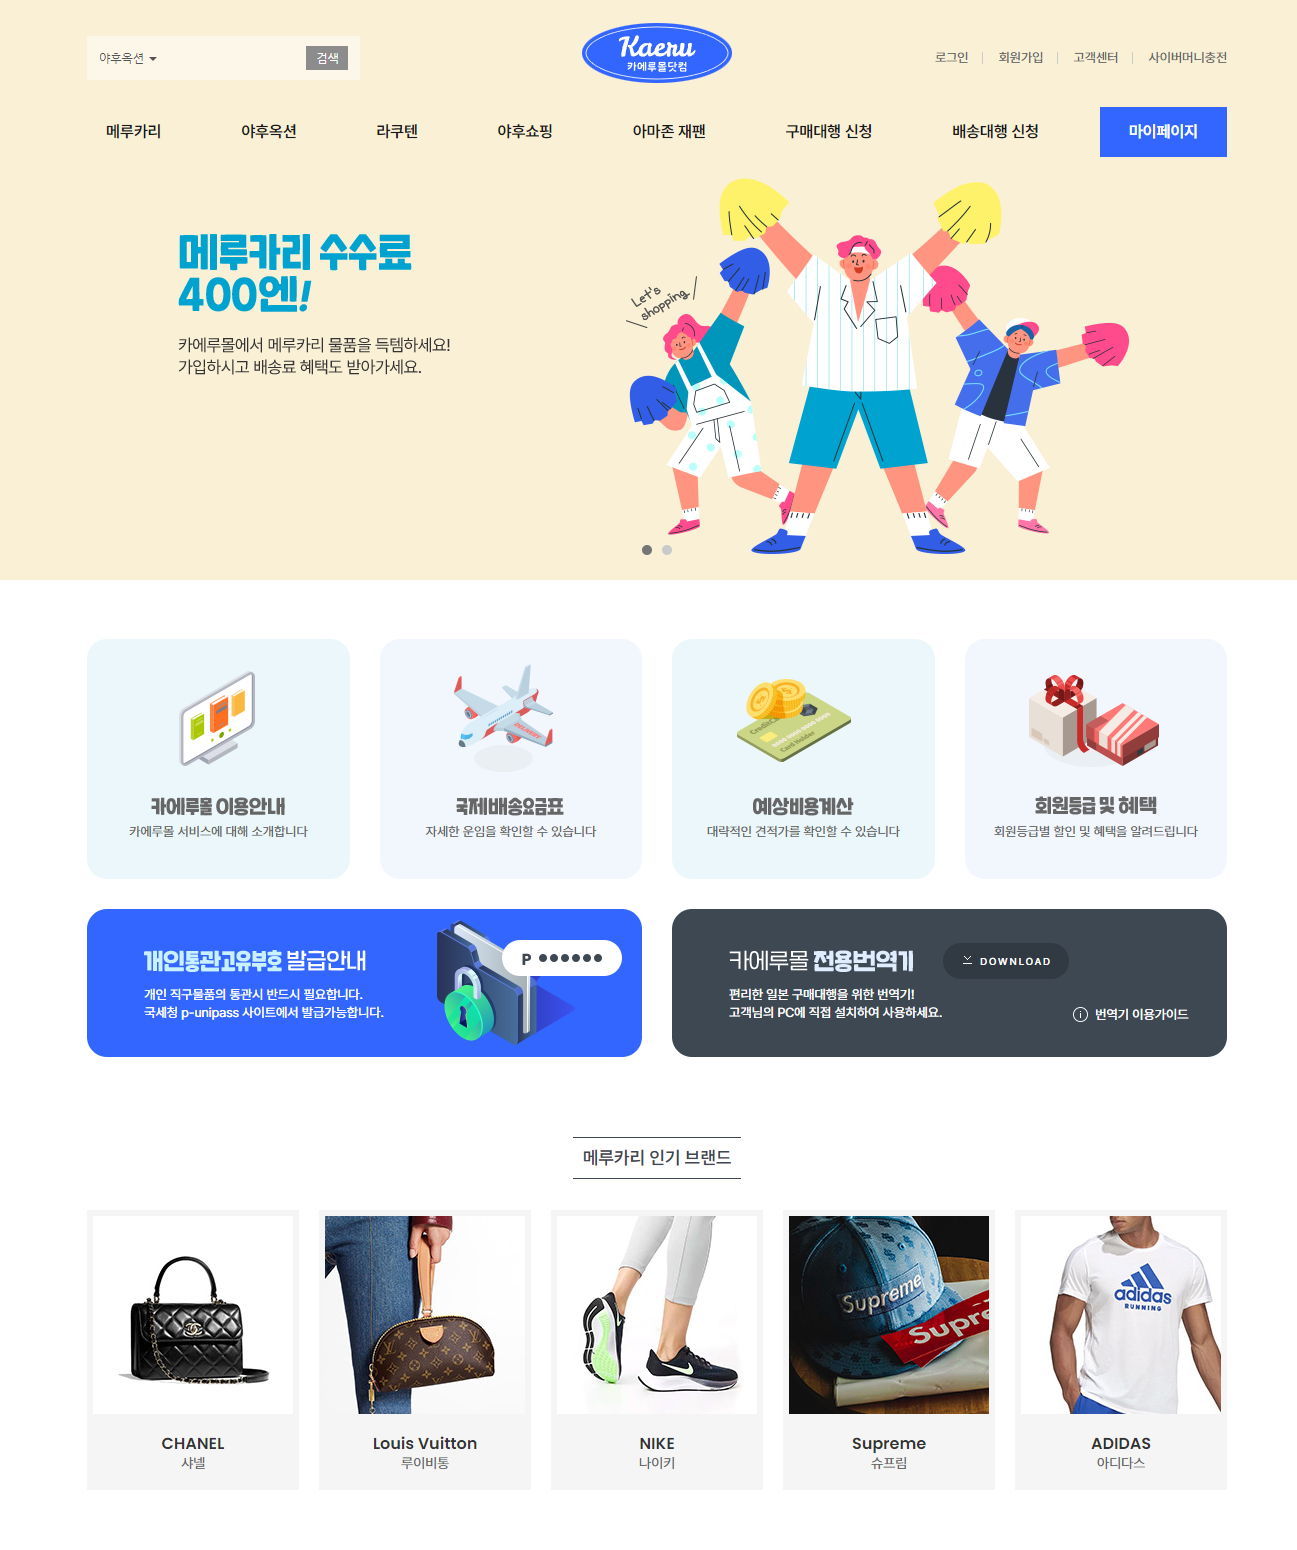 야후옥션
검색
Kaeru
카에루몰닷컴
로그인
회원가입
고객센터
사이버머니충전
메루카리
야후옥션
라쿠텐
야후쇼핑
아마존 재팬
구매대행 신청
배송대행 신청
마이페이지
메루카리 수수료
400엔!
카에루몰에서 메루카리 물품을 득템하세요!
가입하시고 배송료 혜택도 받아가세요.
Let's
shopping
카에루몰 이용안내
카에루몰 서비스에 대해 소개합니다
DELIVERY
국제배송요금표
자세한 운임을 확인할 수 있습니다
Card Holder
예상비용계산
대략적인 견적가를 확인할 수 있습니다
회원등급 및 혜택
회원등급별 할인 및 혜택을 알려드립니다
개인통관고유부호 발급안내
개인 직구물품의 통관시 반드시 필요합니다.
국세청 p-unipass 사이트에서 발급가능합니다.
P ●●●●●●
카에루몰 전용번역기
편리한 일본 구매대행을 위한 번역기!
고객님의 PC에 직접 설치하여 사용하세요.
DOWNLOAD
번역기 이용가이드
메루카리 인기 브랜드
Supreme
Supre
adidas
RUNNING
CHANEL
샤넬
Louis Vuitton
루이비통
NIKE
나이키
Supreme
슈프림
ADIDAS
아디다스